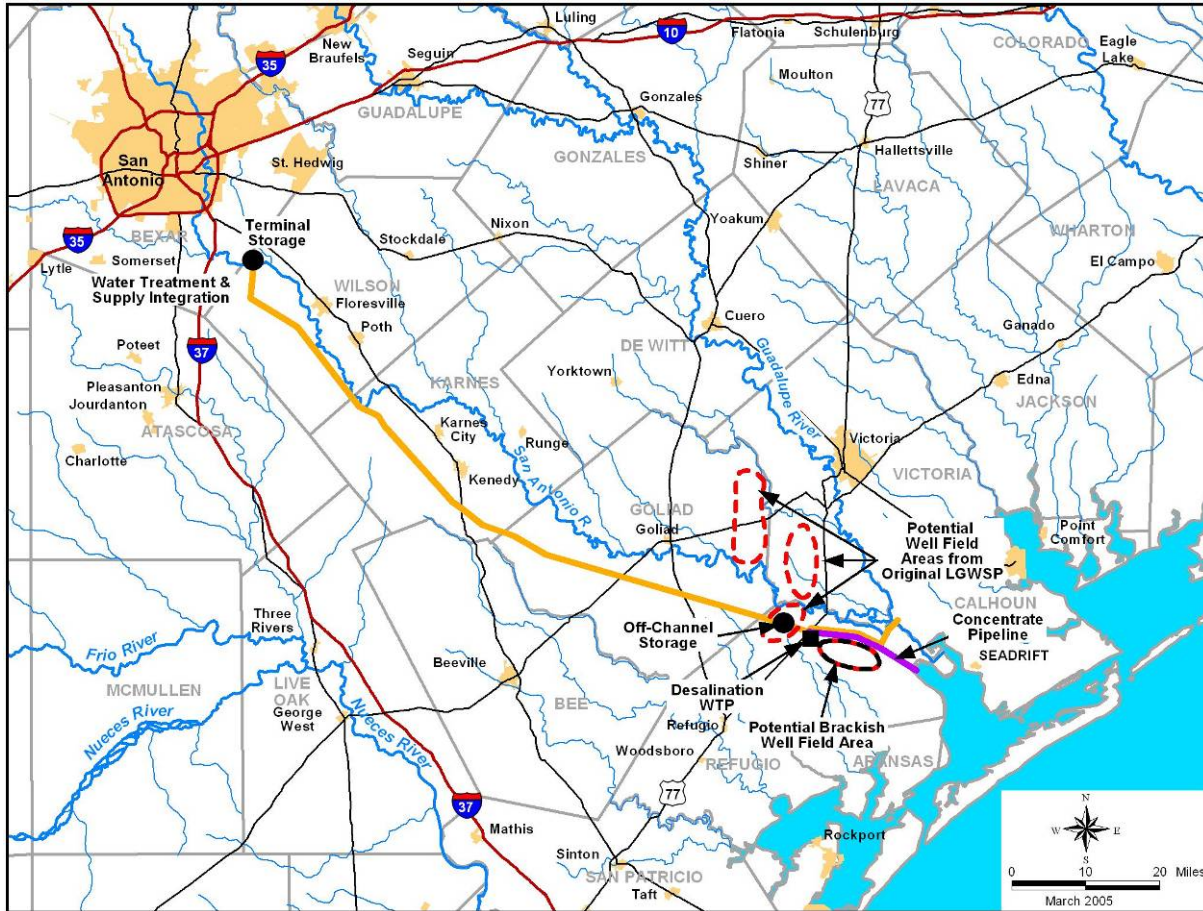 Luling
10
Flatonia
Schulenburg
COLORADO
Eagle
Lake
New
Braunfels
35
Seguin
Moulton
77
GUADALUPE
Gonzales
GONZALES
Shiner
Hallettsville
LAVACA
San
Antonio
St. Hedwig
Yoakum
WHARTON
El Campo
BEXAR
35
Lytle
Somerset
Terminal
Storage
Stockdale
Nixon
Water Treatment &
Supply Integration
WILSON
Floresville
Poth
Cuero
Ganado
37
Poteet
DE WITT
Guadalupe River
Yorktown
Edna
JACKSON
Pleasanton
Jourdanton
ATASCOSA
KARNES
Karnes
City
Runge
Charlotte
Kenedy
San Antonio R.
Victoria
VICTORIA
GOLIAD
Goliad
Potential
Well Field
Areas from
Original LGWSP
Point
Comfort
CALHOUN
Concentrate
Pipeline
SEADRIFT
Three
Rivers
Off-Channel
Storage
Frio River
Beeville
Desalination
WTP
MCMULLEN
LIVE
OAK
George
West
Nueces River
Nueces River
BEE
Refugio
Potential Brackish
Well Field Area
Woodsboro
REFUGIO
ARANSAS
77
37
Mathis
Rockport
Sinton
SAN PATRICIO
Taft
N
W
E
S
0
10
20
Miles
March 2005